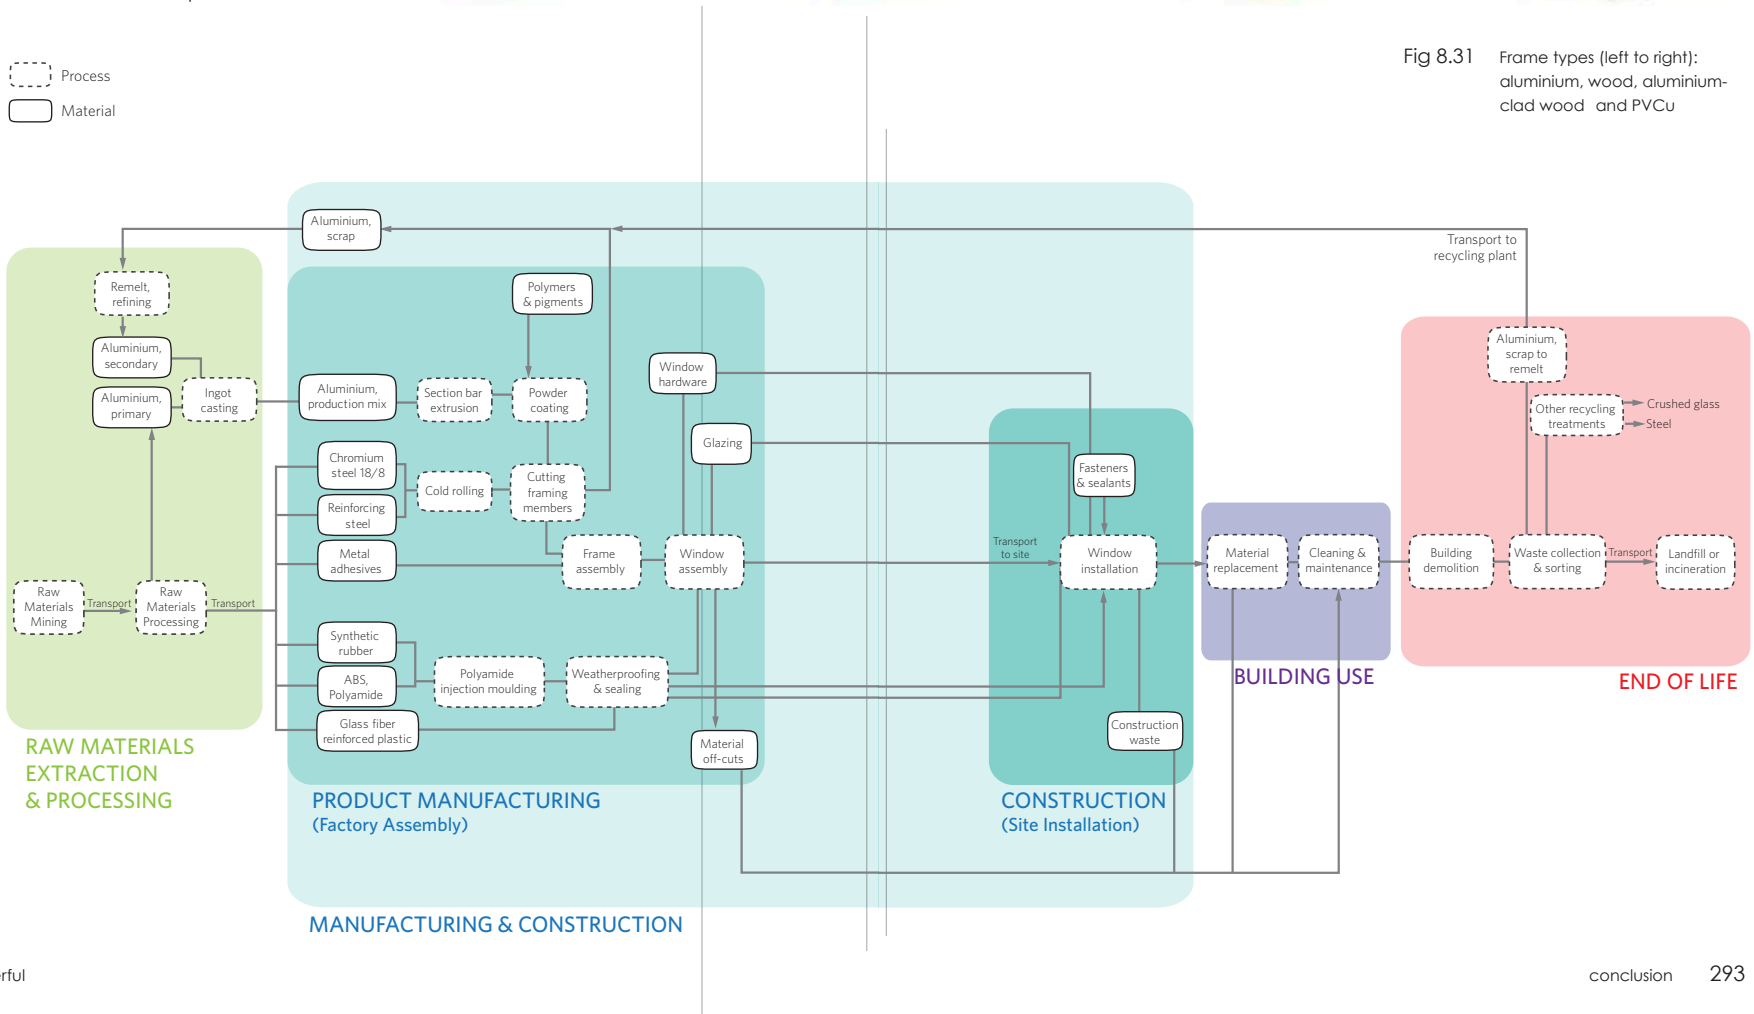 Process
Material
Fig 8.31
Frame types (left to right):
aluminium, wood, aluminium-
clad wood and PVCu
Aluminium,
scrap
Transport to
recycling plant
Remelt,
refining
Aluminium,
secondary
Aluminium,
primary
Ingot
casting
Raw
Materials
Mining
Transport
Raw
Materials
Processing
Transport
RAW MATERIALS
EXTRACTION
& PROCESSING
Polymers
& pigments
Aluminium,
production mix
Section bar
extrusion
Powder
coating
Window
hardware
Glazing
Chromium
steel 18/8
Reinforcing
steel
Cold rolling
Cutting
framing
members
Metal
adhesives
Frame
assembly
Window
assembly
Synthetic
rubber
ABS,
Polyamide
Polyamide
injection moulding
Weatherproofing
& sealing
Glass fiber
reinforced plastic
Material
off-cuts
PRODUCT MANUFACTURING
(Factory Assembly)
Fasteners
& sealants
Transport
to site
Window
installation
Construction
waste
CONSTRUCTION
(Site Installation)
MANUFACTURING & CONSTRUCTION
Material
replacement
Cleaning &
maintenance
BUILDING USE
Aluminium,
scrap to
remelt
Other recycling
treatments
Crushed glass
Steel
Building
demolition
Waste collection
& sorting
Transport
Landfill or
incineration
END OF LIFE
erful
conclusion 293